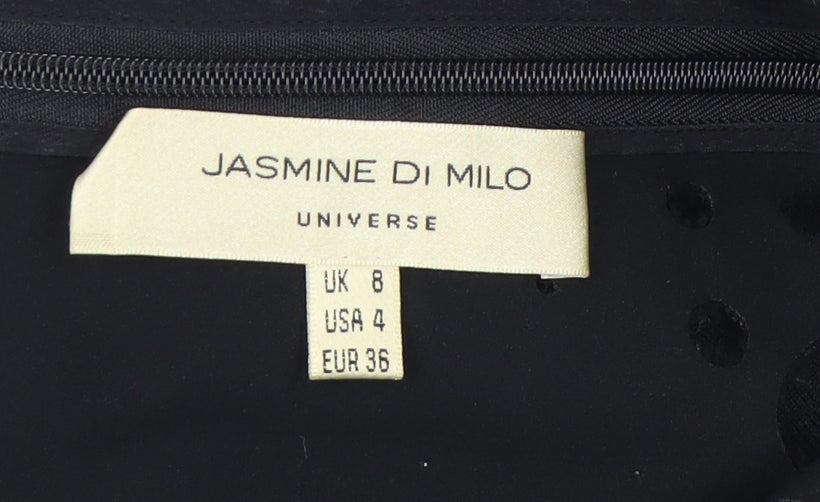 JASMINE Di MILO
UNIVERSE
UK 8
USA 4
EUR 36